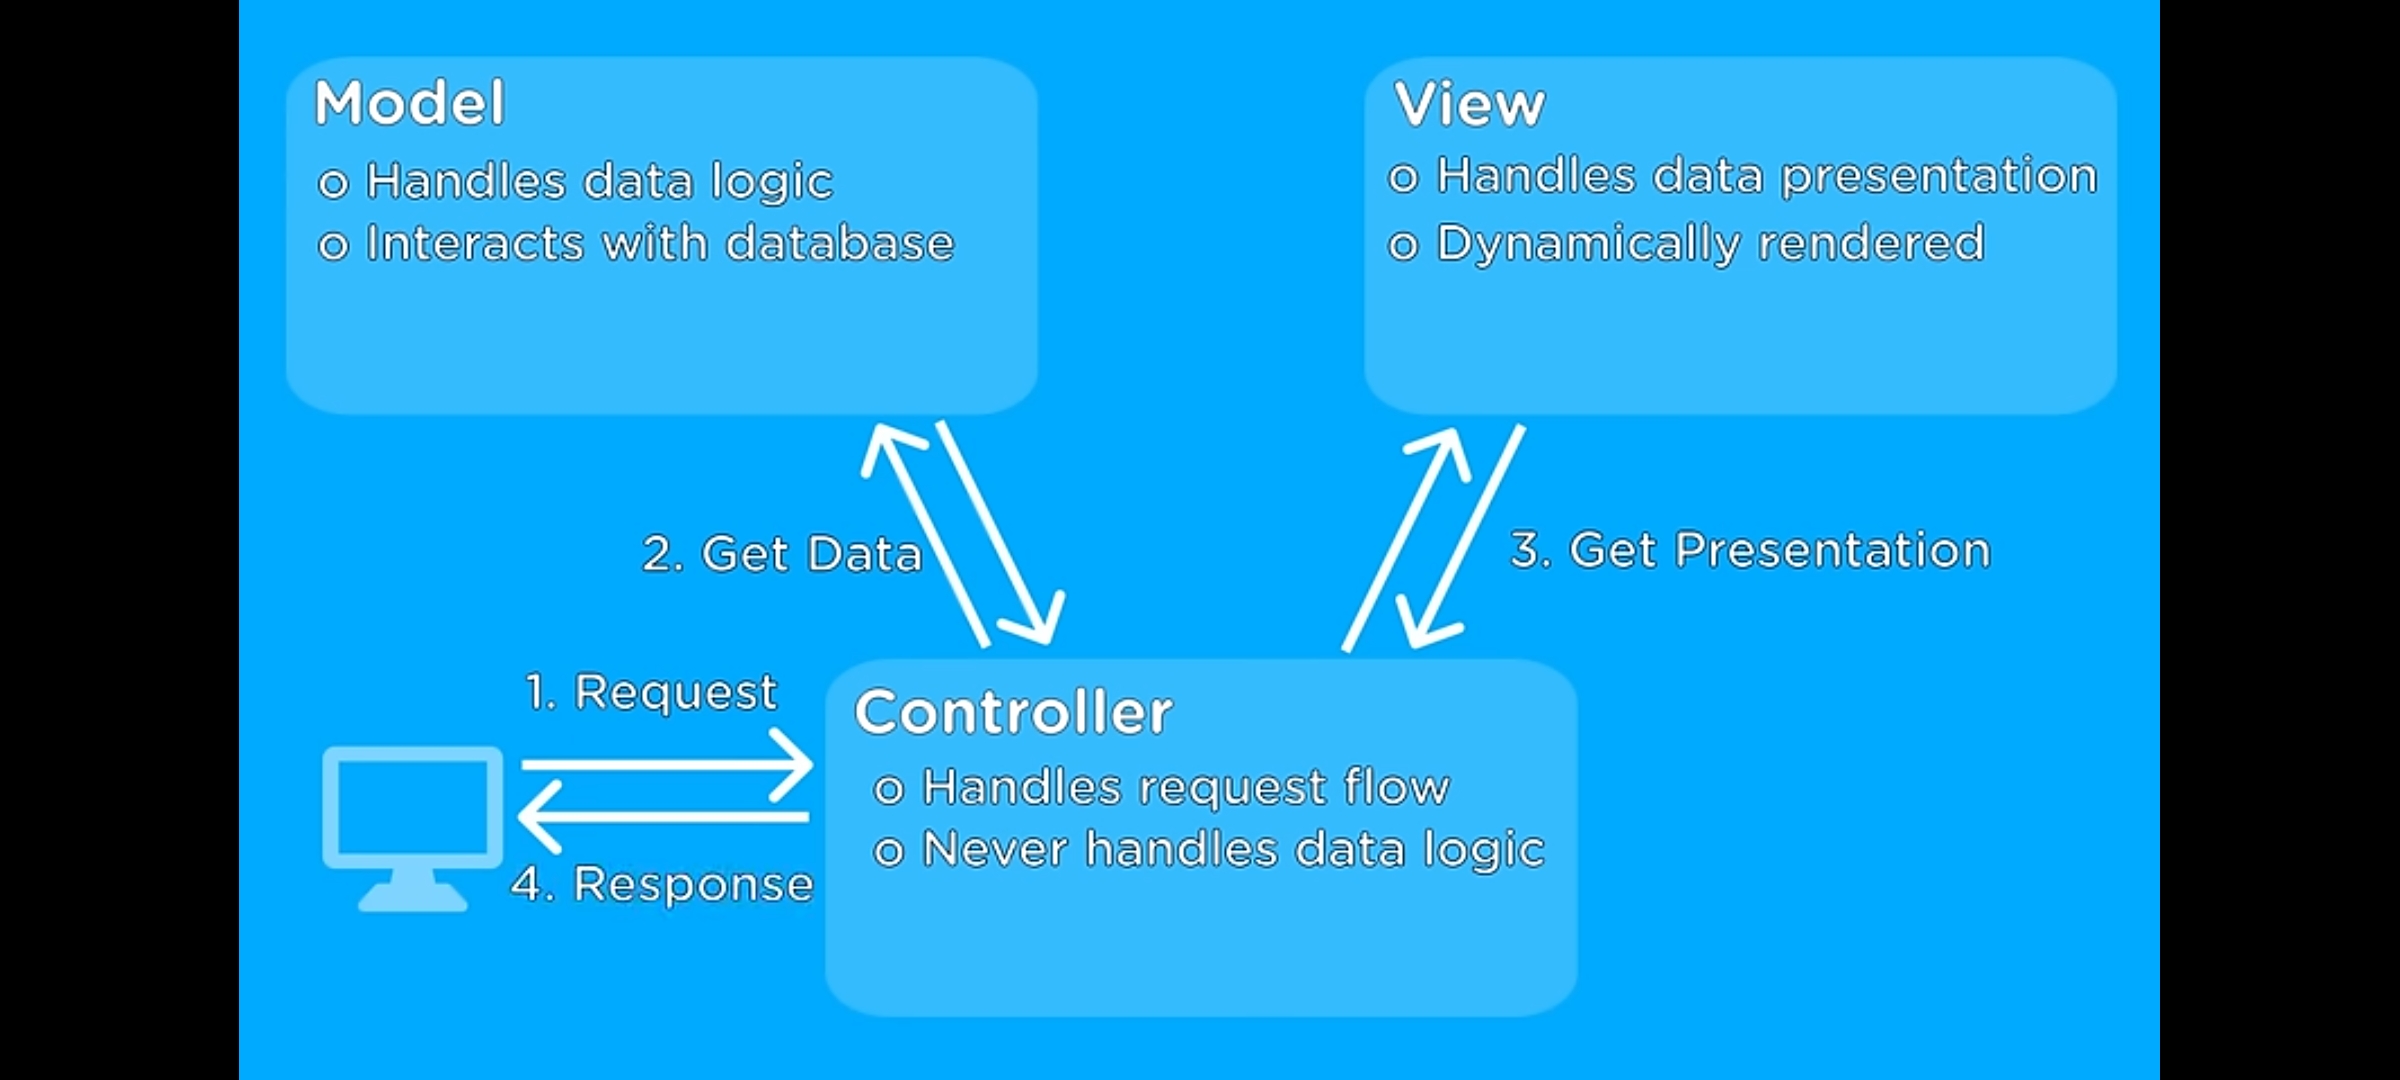 Model
o Handles data logic
o Interacts with database
View
o Handles data presentation
o Dynamically rendered
2. Get Data
3. Get Presentation
1. Request
4. Response
Controller
o Handles request flow
o Never handles data logic